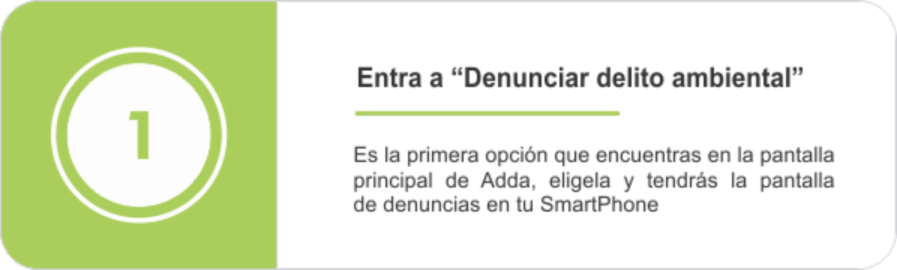 1
Entra a “Denunciar delito ambiental”
Es la primera opción que encuentras en la pantalla
principal de Adda, eligela y tendrás la pantalla
de denuncias en tu SmartPhone